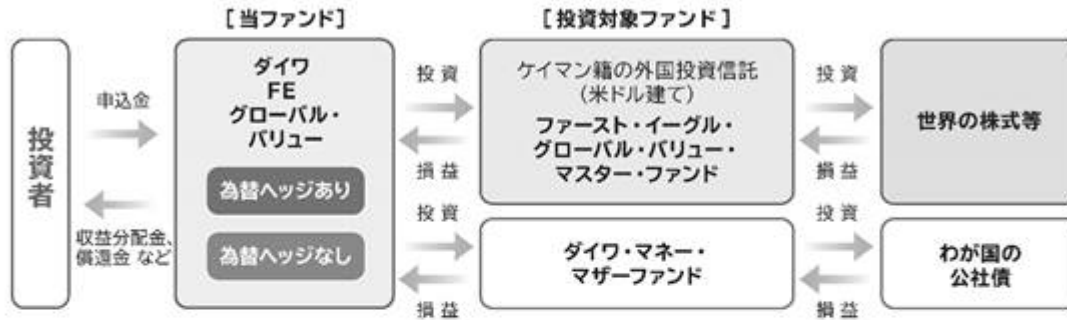 [当ファンド]
[投資対象ファンド]
投資者
申込金
収益分配金、
償還金 など
ダイワ
FE
グローバル・
バリュー
為替ヘッジあり
為替ヘッジなし
投資
損益
投資
損益
ケイマン籍の外国投資信託
(米ドル建て)
ファースト・イーグル・
グローバル・バリュー・
マスター・ファンド
ダイワ・マネー・
マザーファンド
投資
損益
投資
損益
世界の株式等
わが国の
公社債